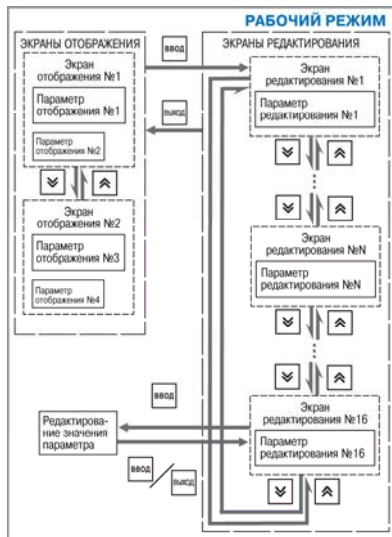 РАБОЧИЙ РЕЖИМ
ЭКРАНЫ ОТОБРАЖЕНИЯ
Экран
отображения №1
Параметр
отображения №1
Параметр
отображения №2
Экран
отображения №2
Параметр
отображения №3
Параметр
отображения №4
ВВОД
ВЫХОД
ЭКРАНЫ РЕДАКТИРОВАНИЯ
Экран
редактирования №1
Параметр
редактирования №1
Экран
редактирования №N
Параметр
редактирования №N
Экран
редактирования №16
Параметр
редактирования №16
ВВОД
Редактирова-
ние значения
параметра
ВВОД
ВЫХОД